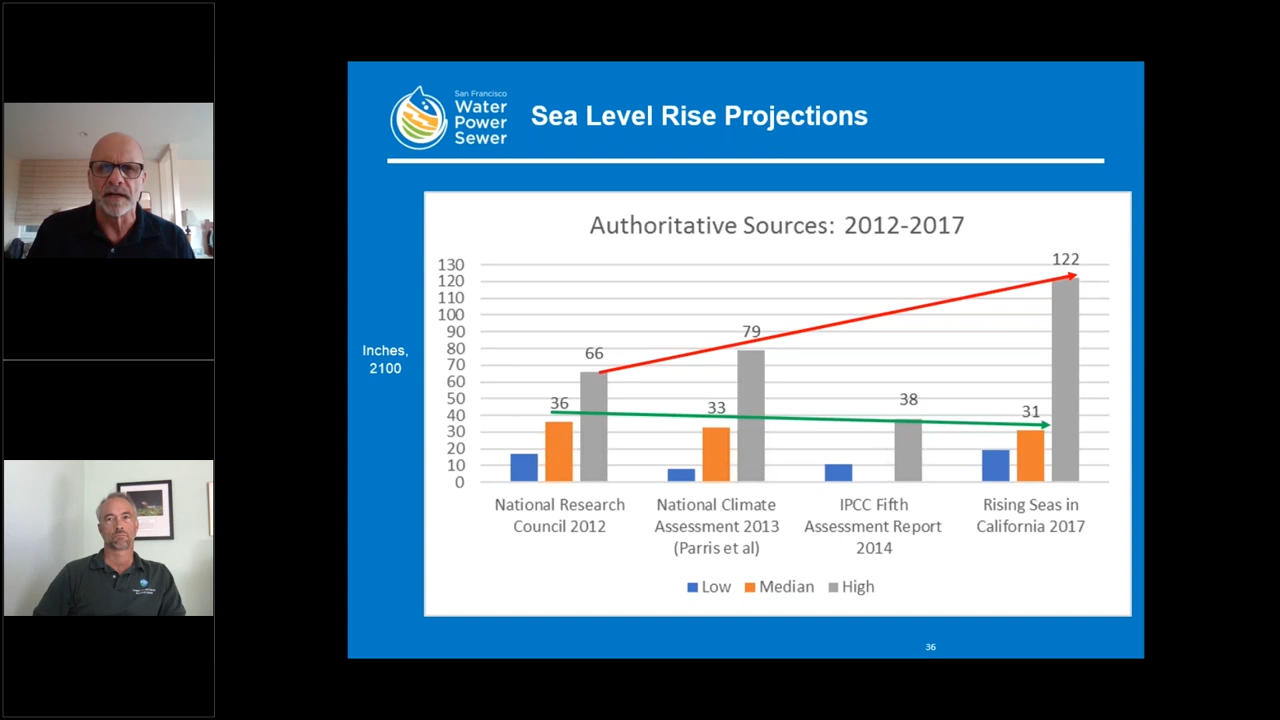 San Francisco
Water
Power
Sewer
Sea Level Rise Projections
Authoritative Sources: 2012-2017
Inches,
2100
130
120
110
100
90
80
70
60
50
40
30
20
10
0
36
66
33
79
38
31
122
National Research
Council 2012
National Climate
Assessment 2013
(Parris et al)
IPCC Fifth
Assessment Report
2014
Rising Seas in
California 2017
Low
Median
High
36